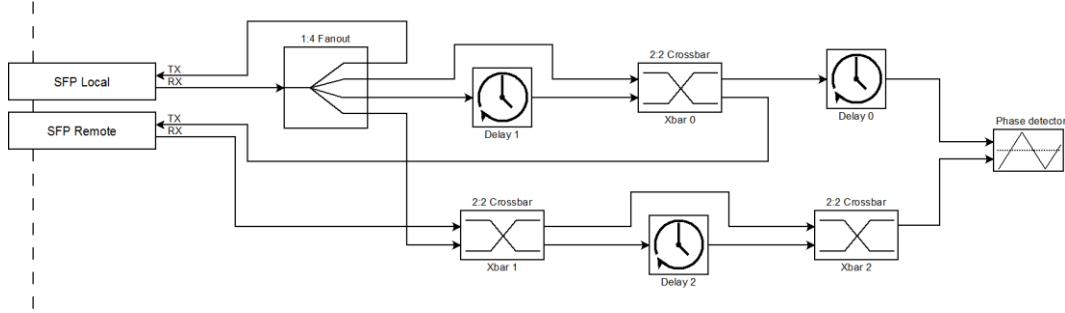 1:4 Fanout
TX
SFP Local
RX
2:2 Crossbar
Delay 1
Xbar 0
Delay 0
TX
SFP Remote
RX
Phase detector
2:2 Crossbar
2:2 Crossbar
Xbar 1
Delay 2
Xbar 2